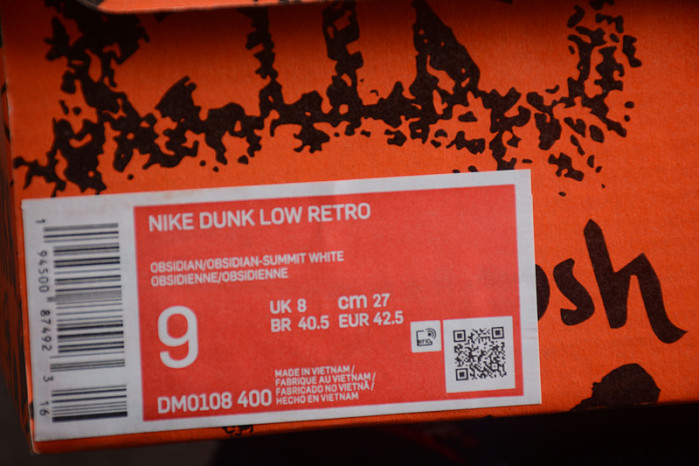 NIKE DUNK LOW RETRO
OBSIDIAN/OBSIDIAN-SUMMIT WHITE
OBSIDIENNE/OBSIDIENNE
9
UK 8 cm 27
BR 40.5 EUR 42.5
MADE IN VIETNAM/
FABRIQUE AU VIETNAM/
FABRICADO NO VIETNÃ/
HECHO EN VIETNAM
DM0108 400
1 94500 87492 3 16